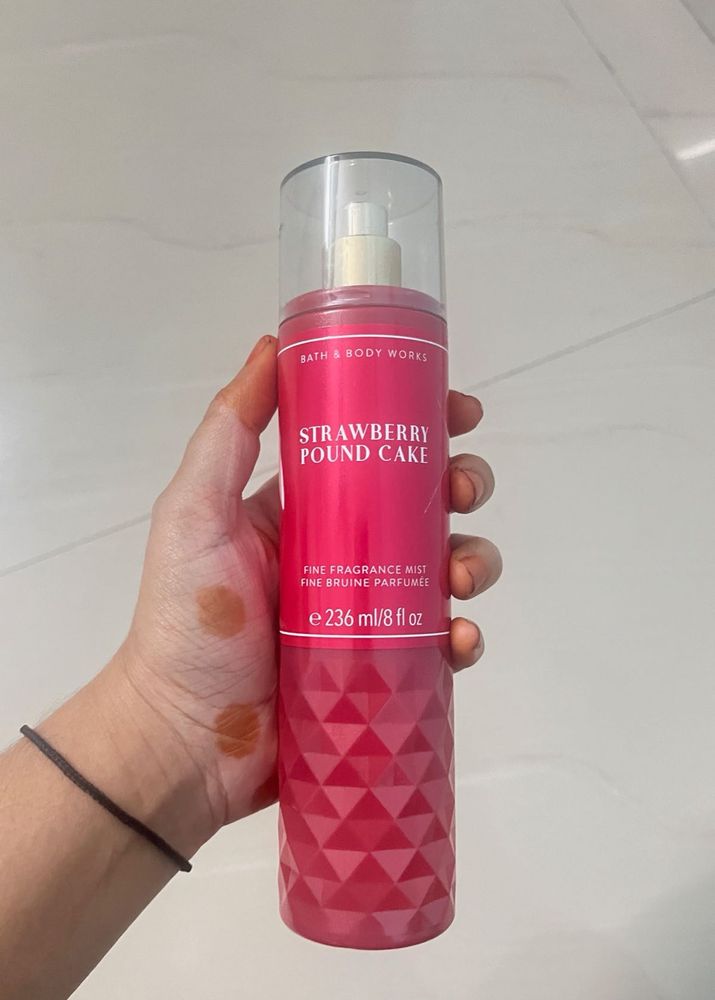 BATH & BODY WORKS
STRAWBERRY
POUND CAKE
FINE FRAGRANCE MIST
FINE BRUINE PARFUMÉE
℮ 236 ml/8 fl oz